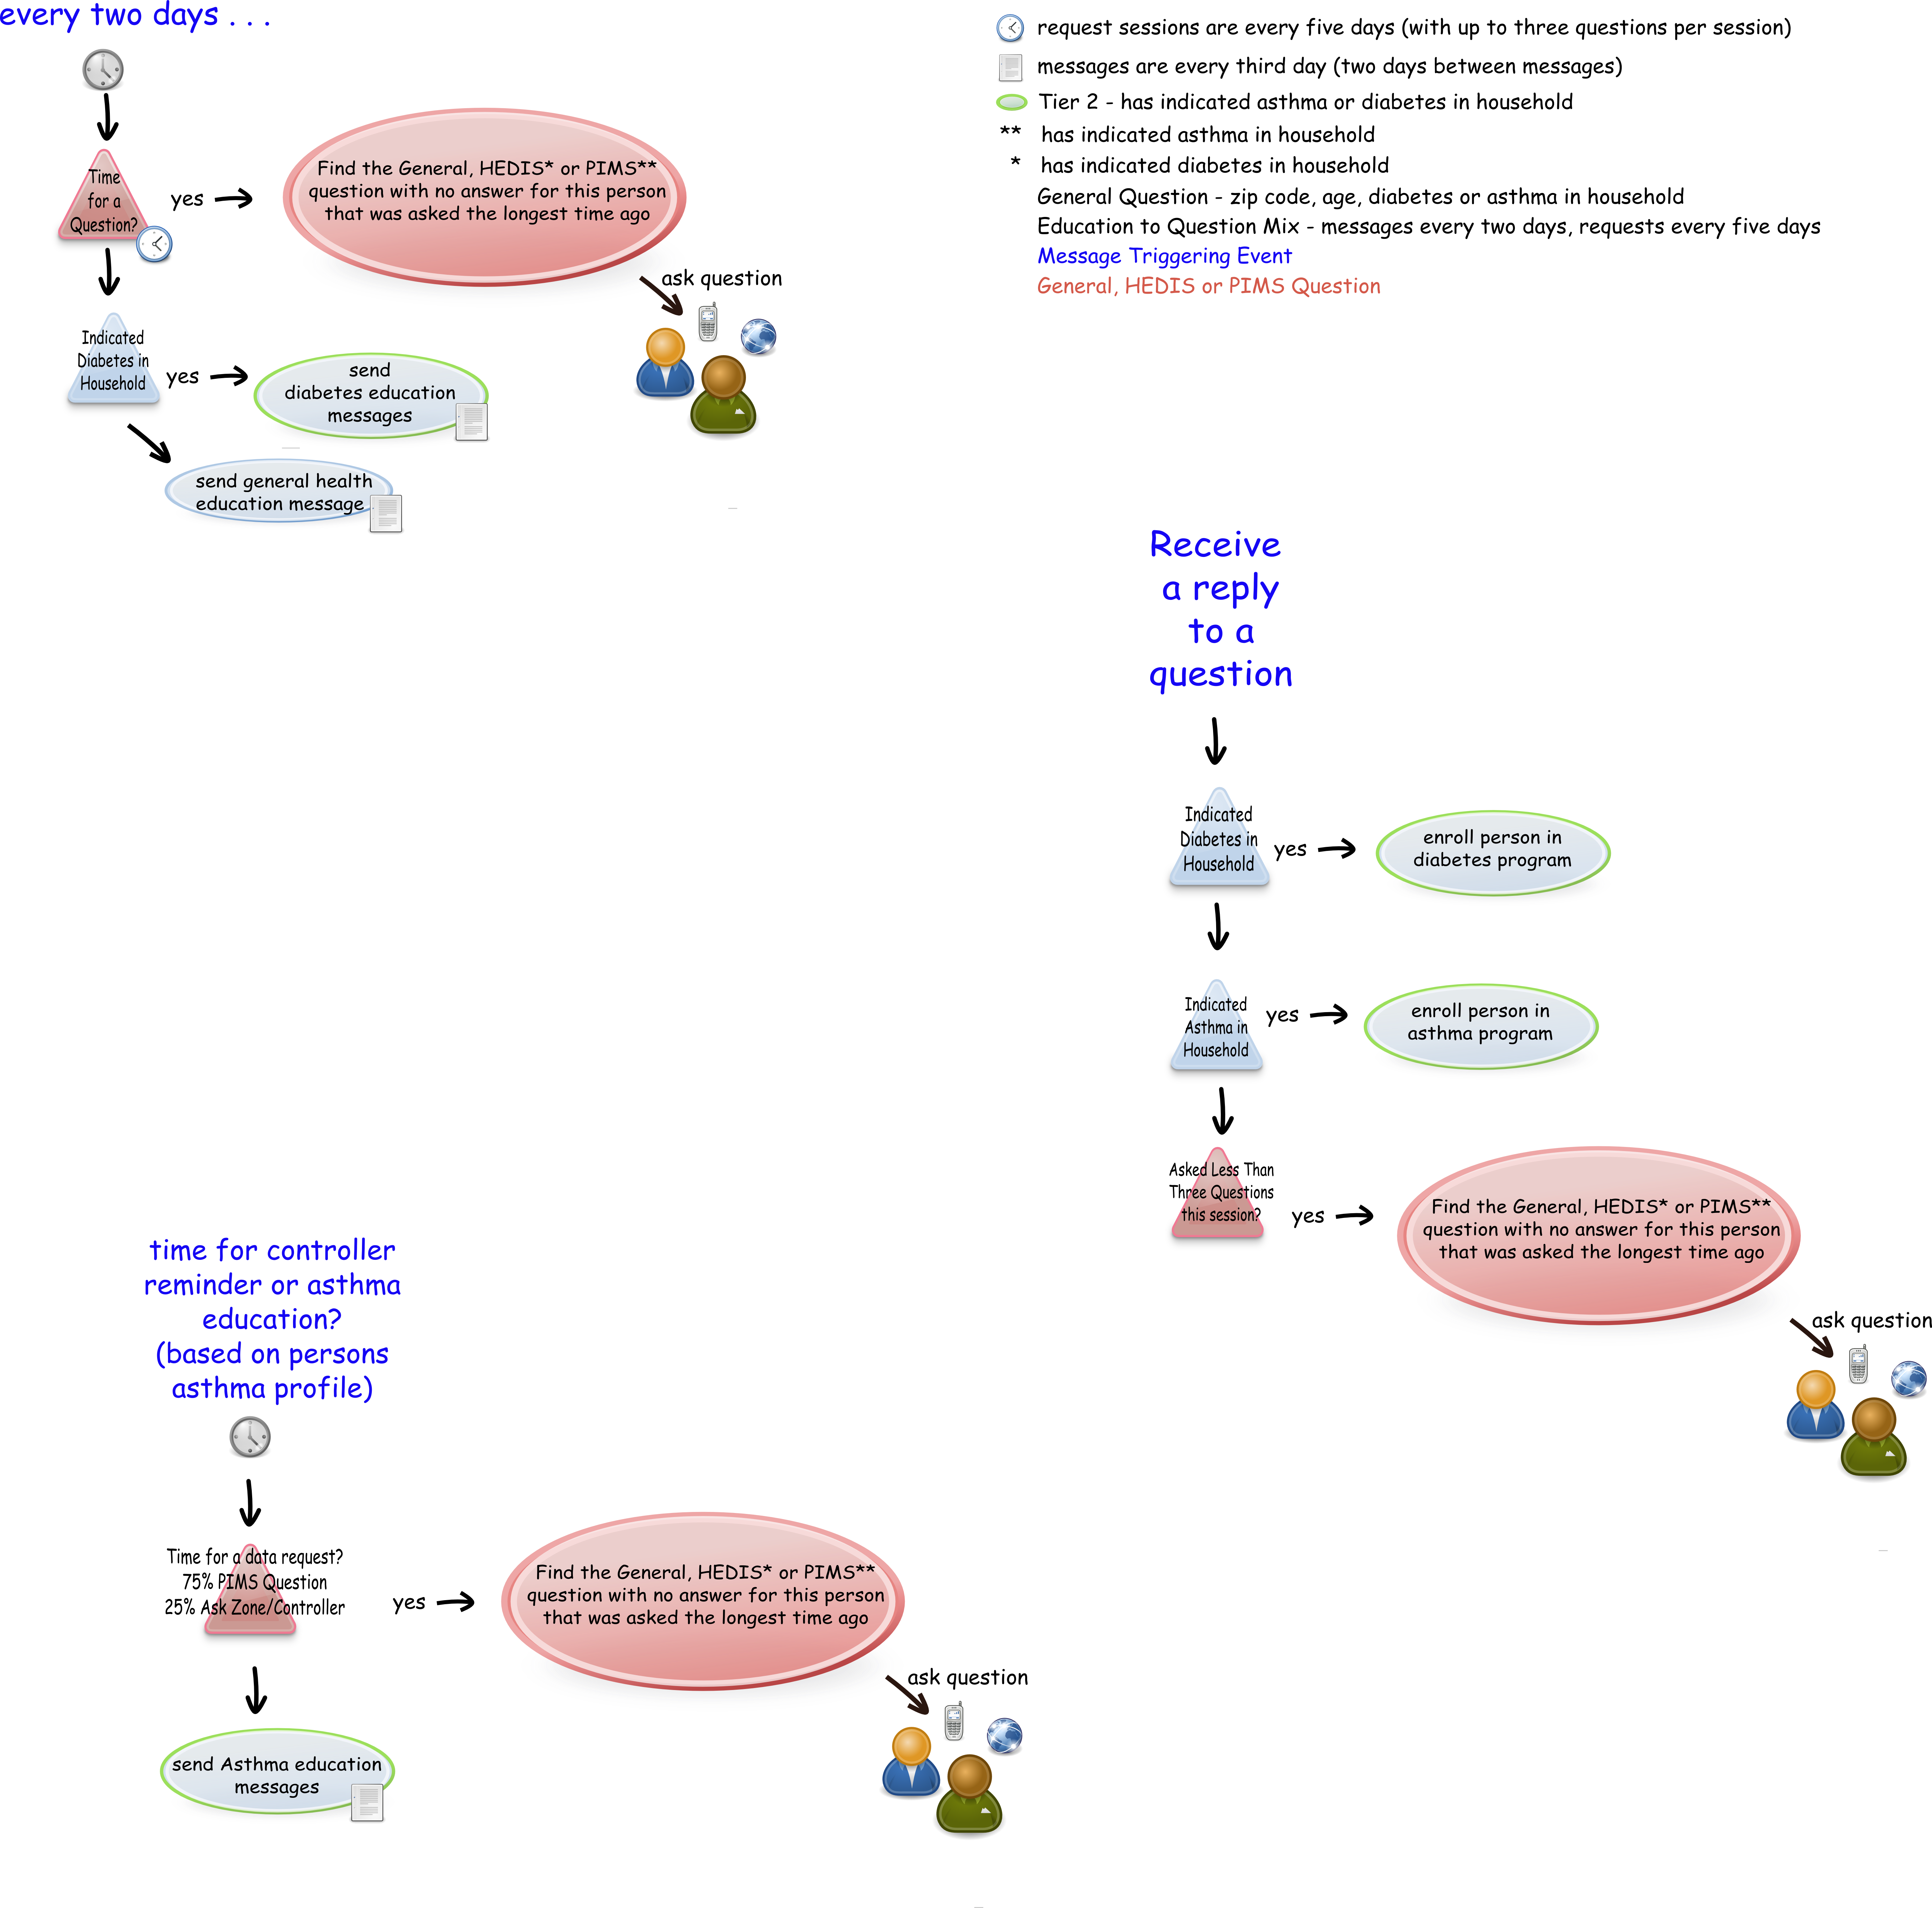 every two days . . .
Time
for a
Question?
yes
Find the General, HEDIS* or PIMS**
question with no answer for this person
that was asked the longest time ago
ask question
Indicated
Diabetes in
Household
yes
send
diabetes education
messages
send general health
education message
request sessions are every five days (with up to three questions per session)
messages are every third day (two days between messages)
Tier 2 - has indicated asthma or diabetes in household
** has indicated asthma in household
* has indicated diabetes in household
General Question - zip code, age, diabetes or asthma in household
Education to Question Mix - messages every two days, requests every five days
Message Triggering Event
General, HEDIS or PIMS Question
Receive
a reply
to a
question
Indicated
Diabetes in
Household
yes
enroll person in
diabetes program
Indicated
Asthma in
Household
yes
enroll person in
asthma program
Asked Less Than
Three Questions
this session?
yes
Find the General, HEDIS* or PIMS**
question with no answer for this person
that was asked the longest time ago
ask question
time for controller
reminder or asthma
education?
(based on persons
asthma profile)
Time for a data request?
75% PIMS Question
25% Ask Zone/Controller
yes
Find the General, HEDIS* or PIMS**
question with no answer for this person
that was asked the longest time ago
ask question
send Asthma education
messages